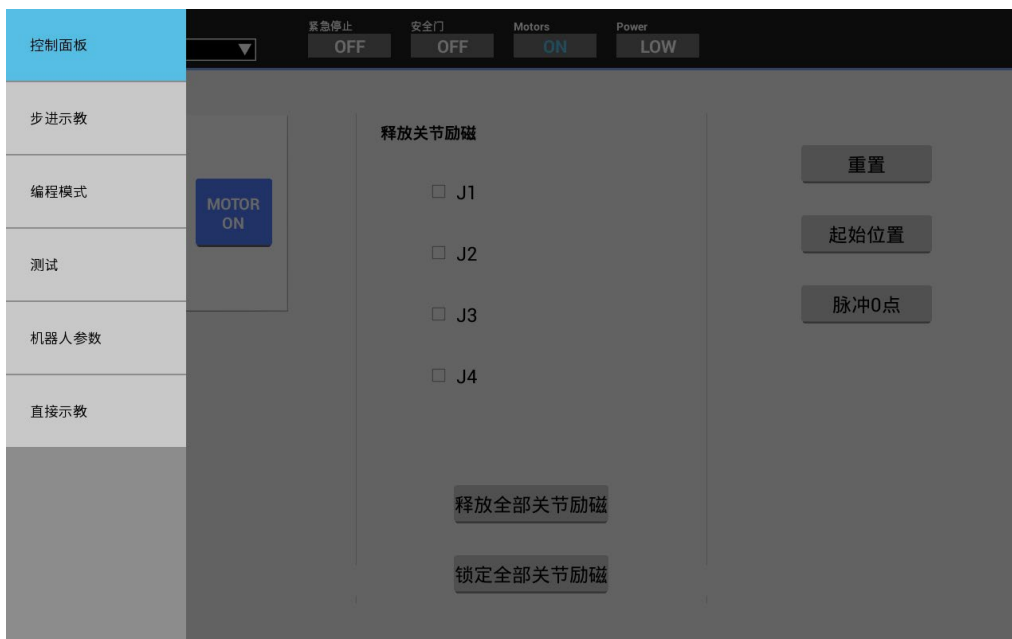 控制面板
步进示教
编程模式
测试
机器人参数
直接示教
紧急停止
OFF
安全门
OFF
Motors
ON
Power
LOW
MOTOR
ON
释放关节励磁
J1
J2
J3
J4
释放全部关节励磁
锁定全部关节励磁
重置
起始位置
脉冲0点